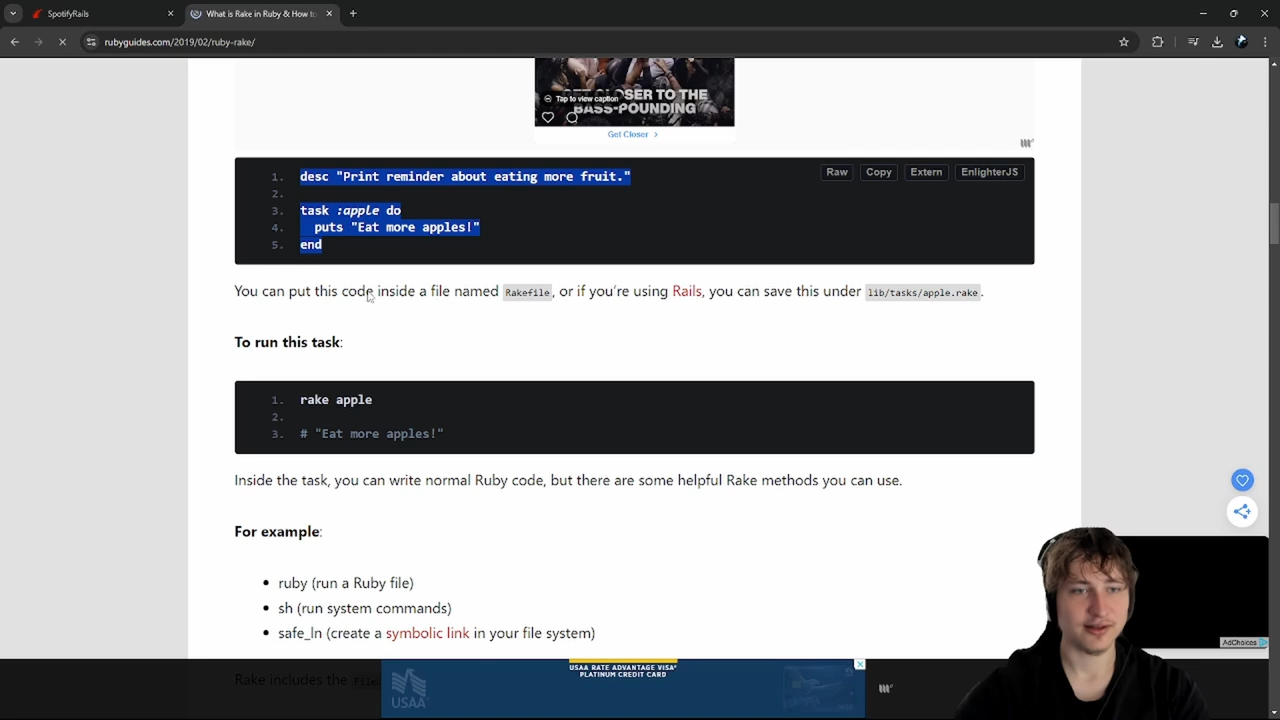 SpotifyRails
What is Rake in Ruby & How to
rubyguides.com/2019/02/ruby-rake/
GET CLOSER TO THE
BASS-POUNDING
Tap to view caption
Get Closer >
Raw Copy Extern EnlighterJS
1. desc "Print reminder about eating more fruit."
2.
3. task :apple do
4. puts "Eat more apples!"
5. end
You can put this code inside a file named Rakefile, or if you're using Rails, you can save this under lib/tasks/apple.rake.
To run this task:
1. rake apple
2.
3. # "Eat more apples!"
Inside the task, you can write normal Ruby code, but there are some helpful Rake methods you can use.
For example:
• ruby (run a Ruby file)
• sh (run system commands)
• safe_ln (create a symbolic link in your file system)
AdChoices
USAA RATE ADVANTAGE VISA®
PLATINUM CREDIT CARD
USAA®
Rake includes the